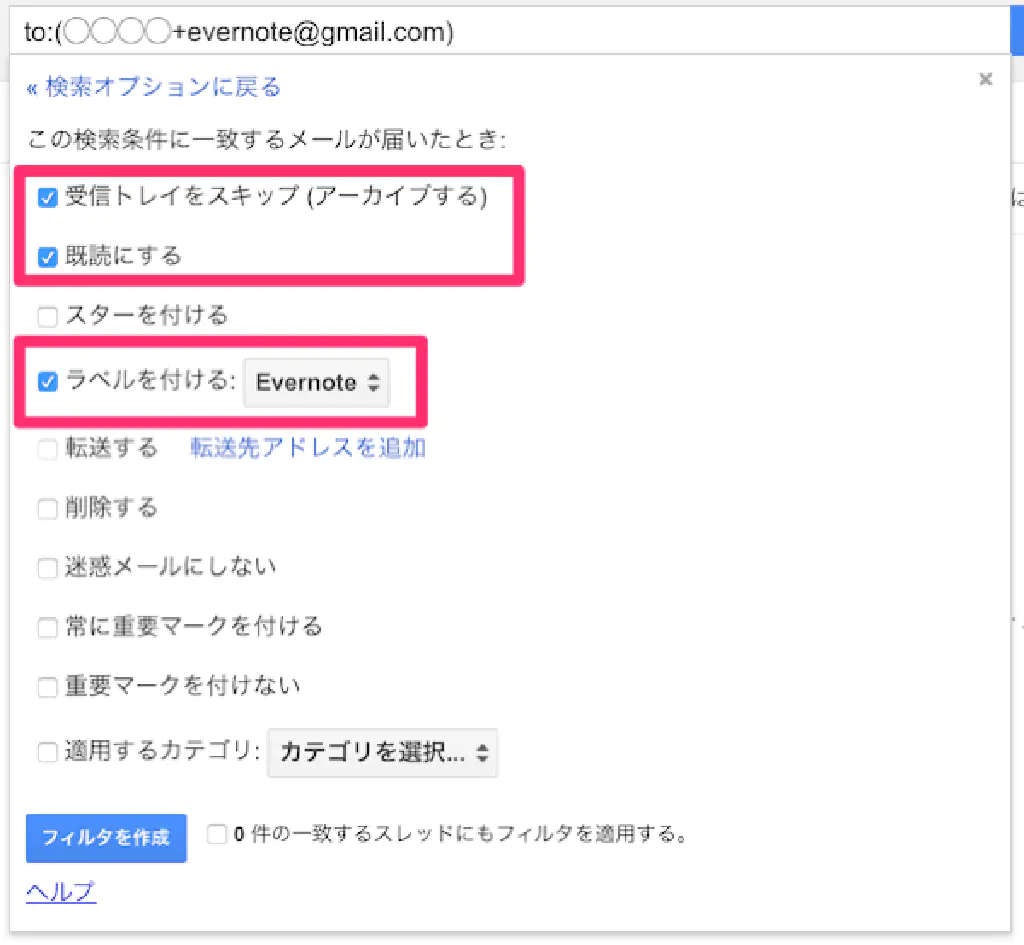 to:(◯◯◯◯+evernote@gmail.com)
« 検索オプションに戻る
×
この検索条件に一致するメールが届いたとき:
受信トレイをスキップ (アーカイブする)
は
既読にする
スターを付ける
ラベルを付ける: Evernote
転送する 転送先アドレスを追加
削除する
迷惑メールにしない
常に重要マークを付ける
重要マークを付けない
適用するカテゴリ: カテゴリを選択...
フィルタを作成 0 件の一致するスレッドにもフィルタを適用する。
ヘルプ